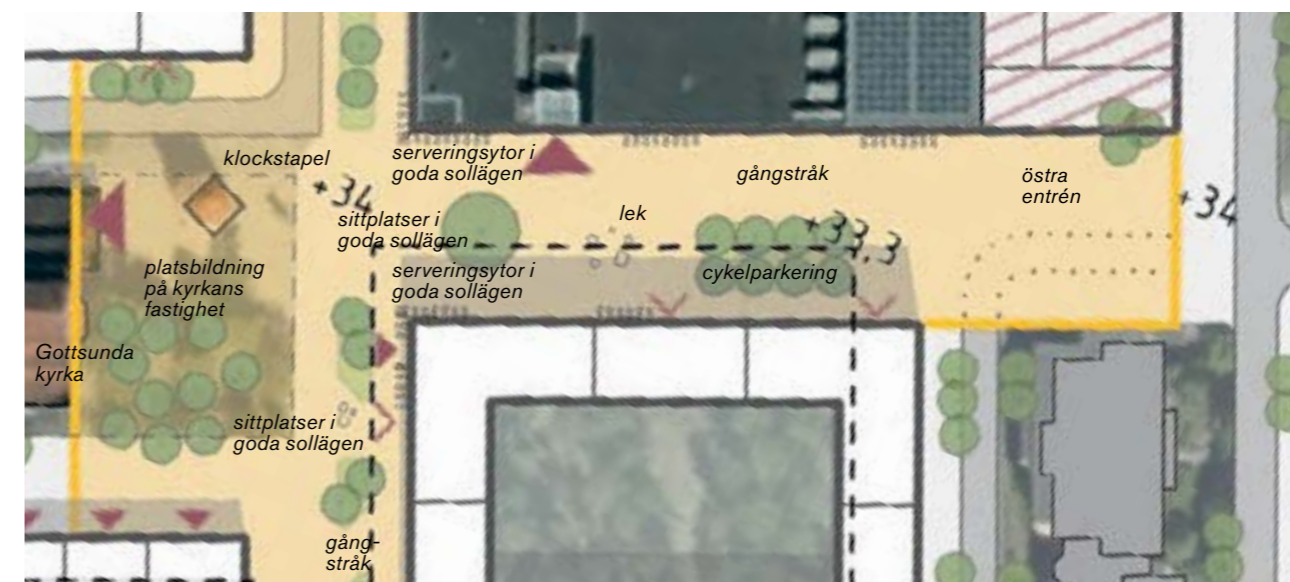 klockstapel
+34
serveringsytor i
goda sollägen
gångstråk
östra
entrén
+34
sittplatser i
goda sollägen
lek
+33.3
serveringsytor i
goda sollägen
cykelparkering
platsbildning
på kyrkans
fastighet
Gottsunda
kyrka
sittplatser i
goda sollägen
gång-
stråk